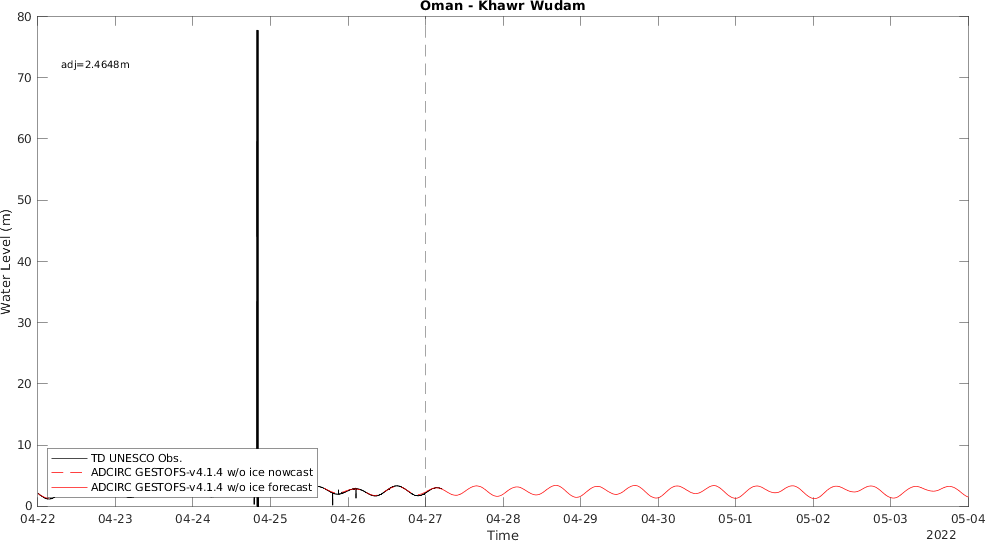 Oman - Khawr Wudam
80
adj=2.4648m
70
60
50
40
30
20
10
0
Water Level (m)
TD UNESCO Obs.
ADCIRC GESTOFS-v4.1.4 w/o ice nowcast
ADCIRC GESTOFS-v4.1.4 w/o ice forecast
04-22 04-23 04-24 04-25 04-26 04-27 04-28 04-29 04-30 05-01 05-02 05-03 05-04
Time
2022